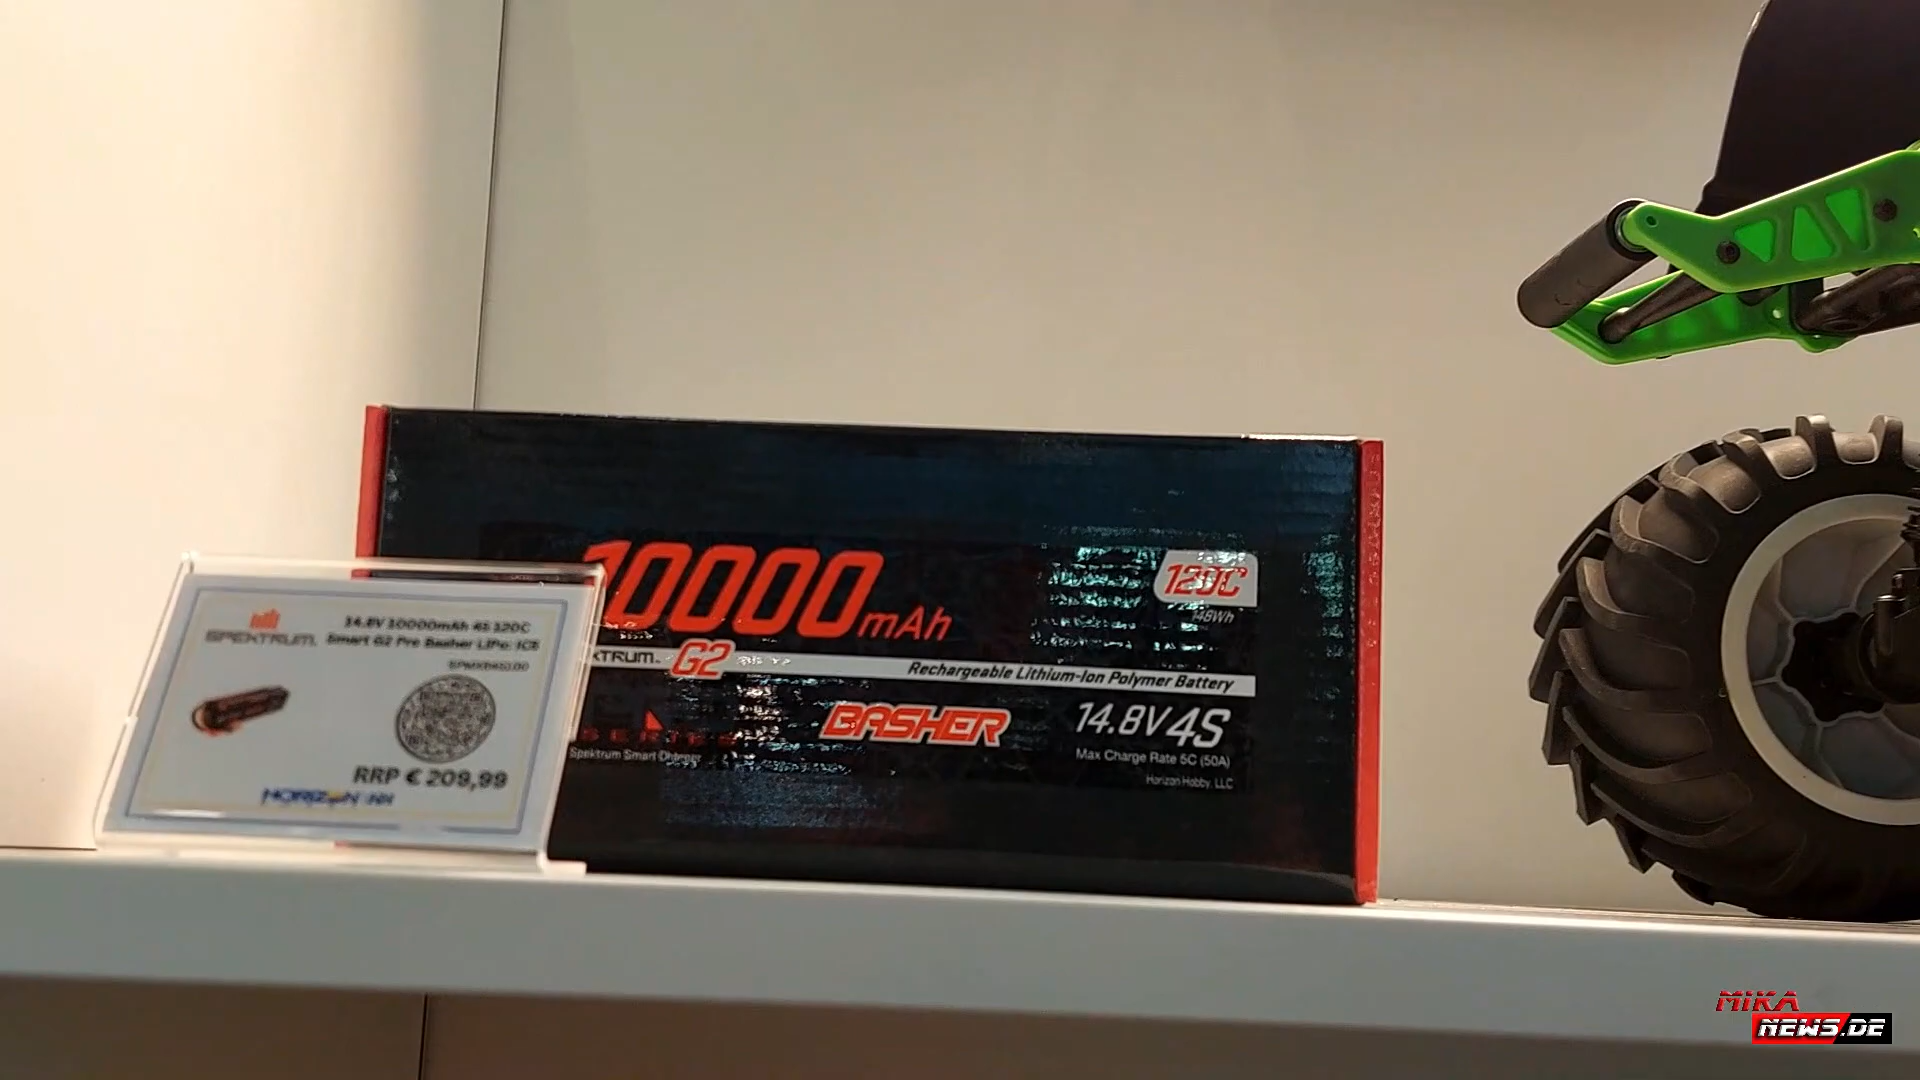 SPEKTRUM.
14.8V 10000mAh 4S 120C
Smart G2 Pro Basher LiPo: IC5
RRP € 209,99
HORIZON
10000mAh
120C
148Wh
KTRUM. G2
Rechargeable Lithium-Ion Polymer Battery
BASHER
14.8V 4S
Spektrum Smart Charger
Max Charge Rate 5C (50A)
Horizon Hobby, LLC
MIKA
NEWS.DE